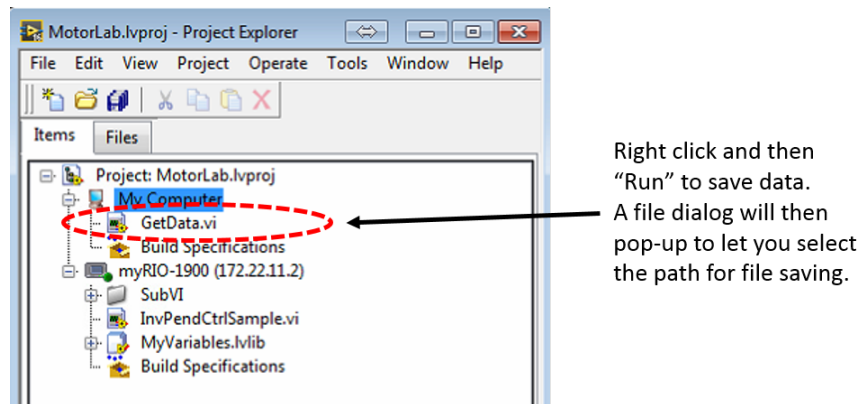 MotorLab.lvproj - Project Explorer
File Edit View Project Operate Tools Window Help
Items Files
Project: MotorLab.lvproj
My Computer
GetData.vi
Build Specifications
myRIO-1900 (172.22.11.2)
SubVI
InvPendCtrlSample.vi
MyVariables.lvlib
Build Specifications
Right click and then
“Run” to save data.
A file dialog will then
pop-up to let you select
the path for file saving.